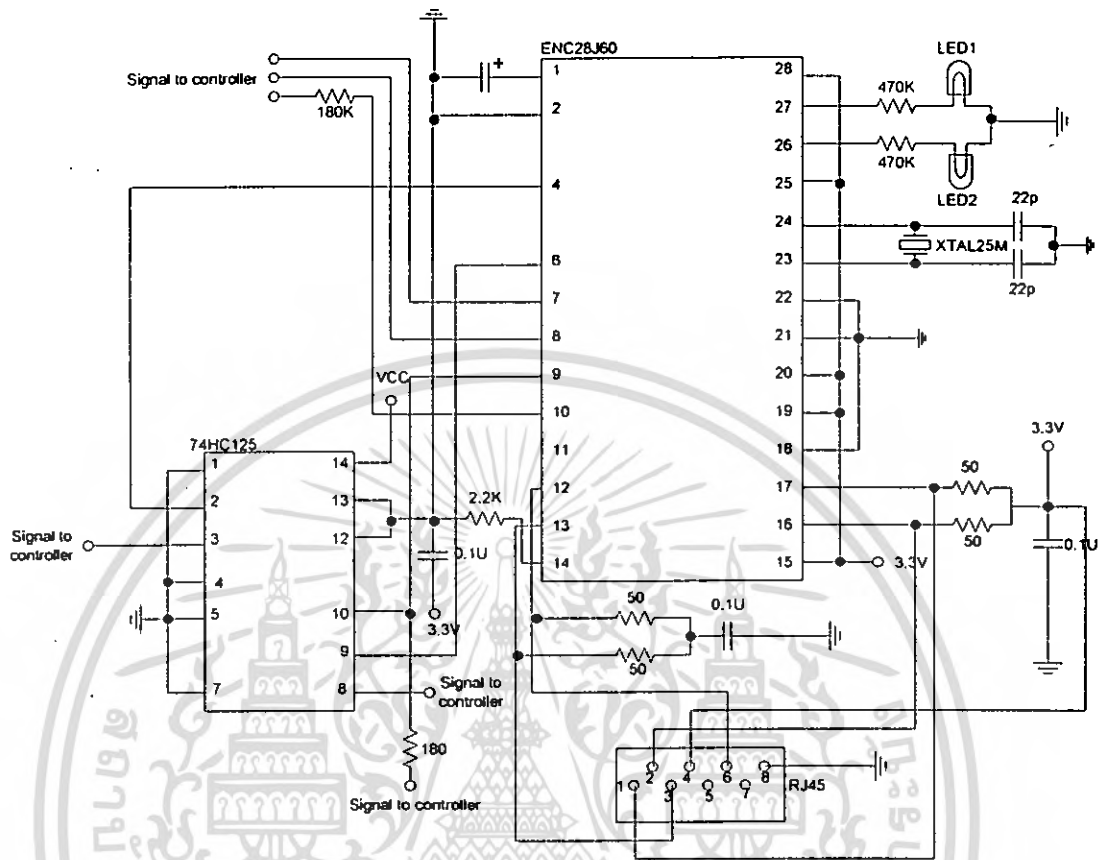 ENC28J60
Signal to controller
180K
+
1
2
4
6
7
8
9
10
11
12
13
14
28
27
26
25
24
23
22
21
20
19
18
17
16
15
470K
470K
LED1
LED2
22p
22p
XTAL25M
VCC
74HC125
1
2
3
4
5
7
14
13
12
10
9
8
Signal to
controller
2.2K
0.1U
3.3V
Signal to
controller
180
Signal to controller
50
50
0.1U
3.3V
50
50
3.3V
0.1U
1
2
3
4
5
6
7
8
RJ45